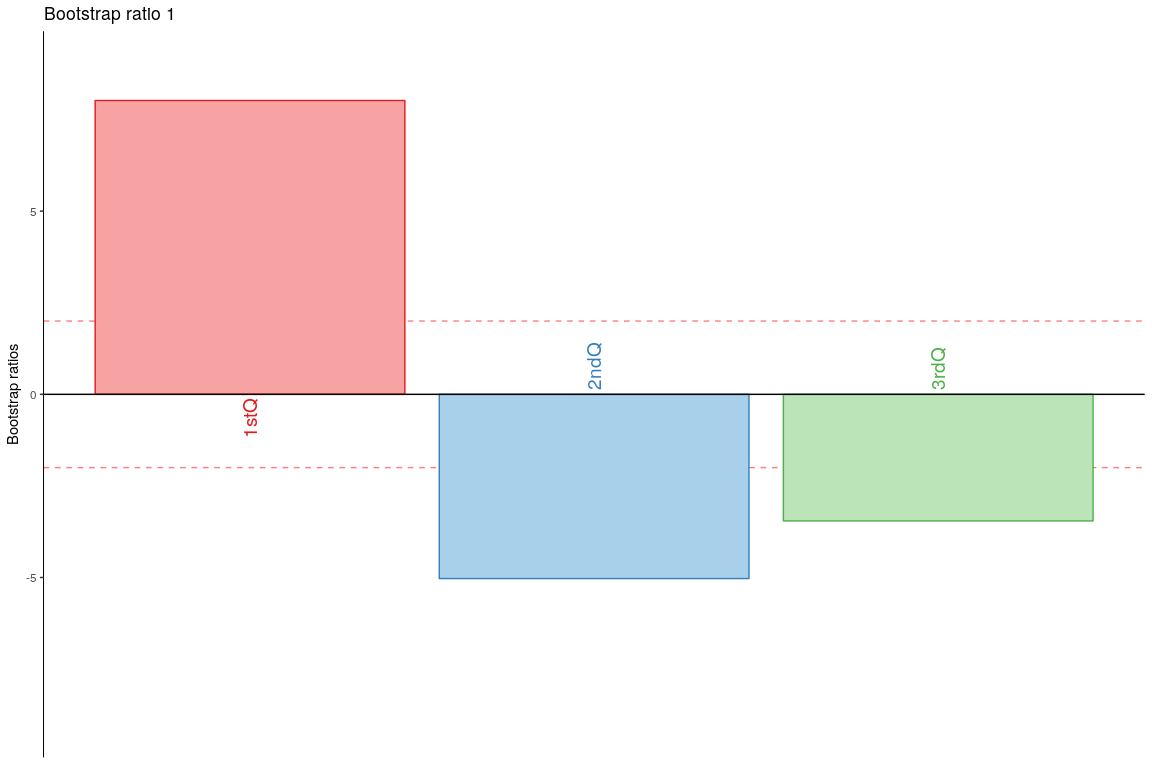 Bootstrap ratio 1
Bootstrap ratios
5
0
-5
1stQ
2ndQ
3rdQ